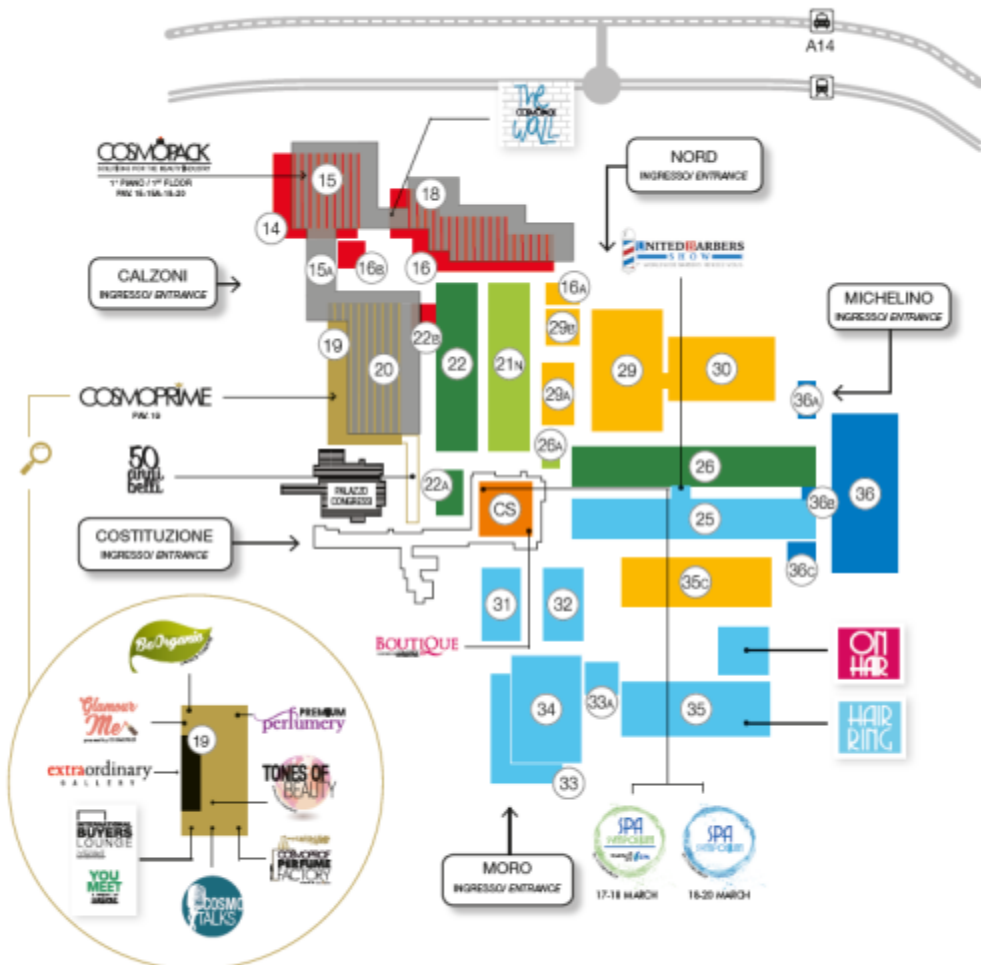 A14
THE
COSMOPACK
WALL
COSMOPACK
SOLUTIONS FOR THE BEAUTY INDUSTRY
1° PIANO / 1ST FLOOR
PAV. 15-15A-18-20
NORD
INGRESSO/ ENTRANCE
15
18
14
UNITED BARBERS
SHOW
15A
16B
16
CALZONI
INGRESSO/ ENTRANCE
16A
MICHELINO
INGRESSO/ ENTRANCE
29B
19
22B
20
22
21N
29
30
29A
36A
COSMOPRIME
PAV. 19
26A
26
50
anni
belli
PALAZZO
CONGRESSI
22A
CS
36B
36
25
COSTITUZIONE
INGRESSO/ ENTRANCE
36C
31
32
35C
BOUTIQUE
ON
HAIR
BeOrganic
33A
34
35
HAIR
RING
Glamour
Me
PREMIUM
perfumery
19
extraordinary
GALLERY
TONES OF
BEAUTY
33
INTERNATIONAL
BUYERS
LOUNGE
YOU
MEET
COSMOPROF
PERFUME
FACTORY
COSMO
TALKS
MORO
INGRESSO/ ENTRANCE
SPA
SYMPOSIUM
17-18 MARCH
SPA
SYMPOSIUM
18-20 MARCH